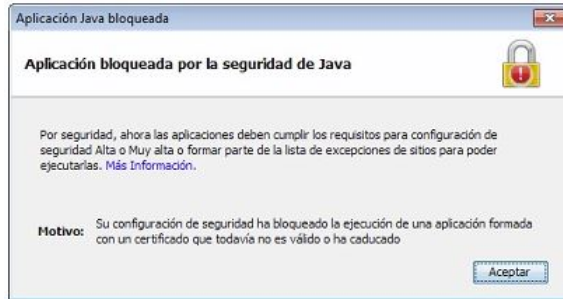 Aplicación Java bloqueada
Aplicación bloqueada por la seguridad de Java
Por seguridad, ahora las aplicaciones deben cumplir los requisitos para configuración de
seguridad Alta o Muy alta o formar parte de la lista de excepciones de sitios para poder
ejecutarlas. Más Información.
Motivo: Su configuración de seguridad ha bloqueado la ejecución de una aplicación formada
con un certificado que todavía no es válido o ha caducado
Aceptar